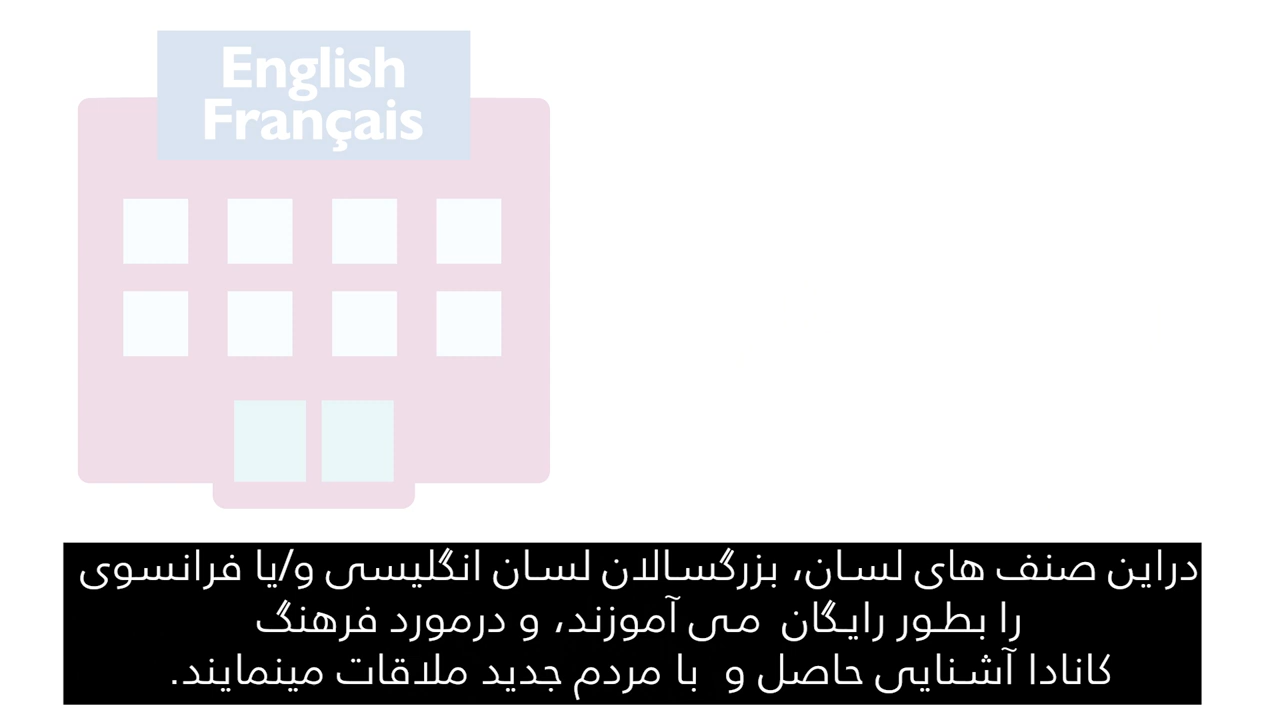 English
Français
دراین صنف های لسان، بزرگسالان لسان انگلیسی و/یا فرانسوی
را بطور رایگان می آموزند، و درمورد فرهنگ
کانادا آشنایی حاصل و با مردم جدید ملاقات مینمایند.